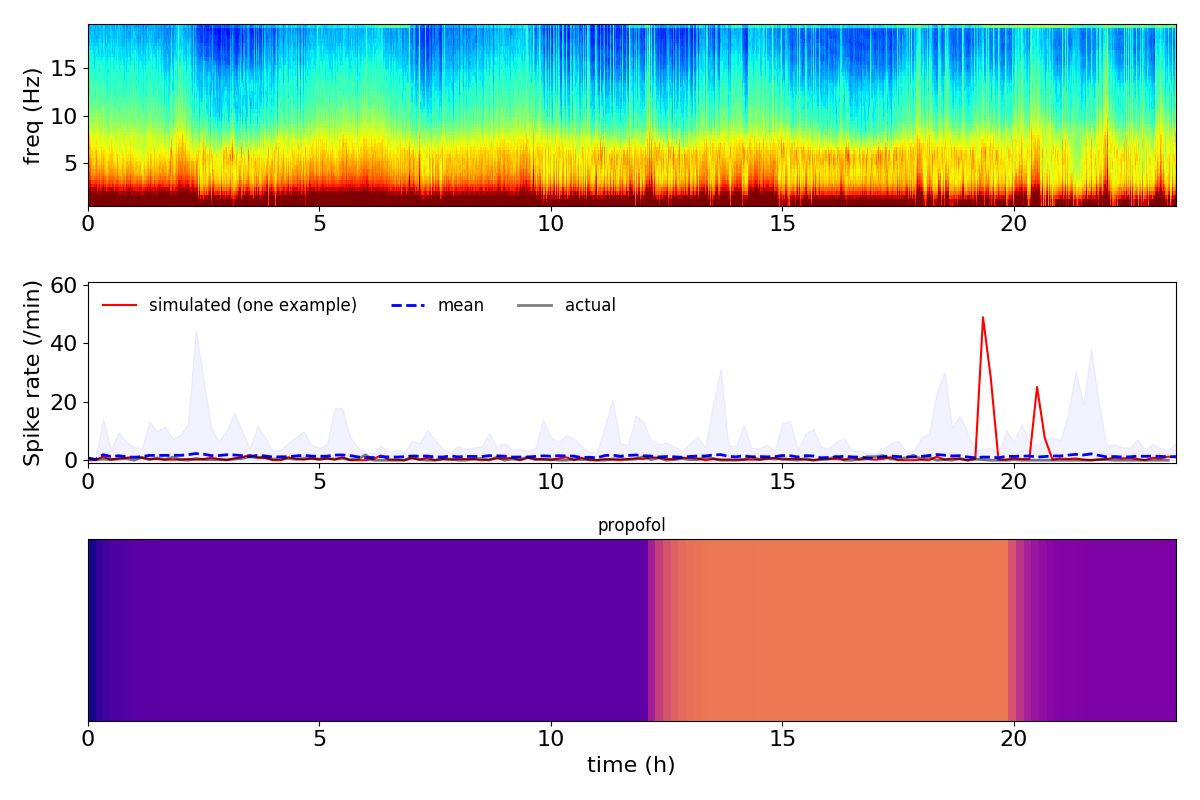 freq (Hz)
15
10
5
0 5 10 15 20
Spike rate (/min)
60
40
20
0
simulated (one example) mean actual
0 5 10 15 20
propofol
0 5 10 15 20
time (h)